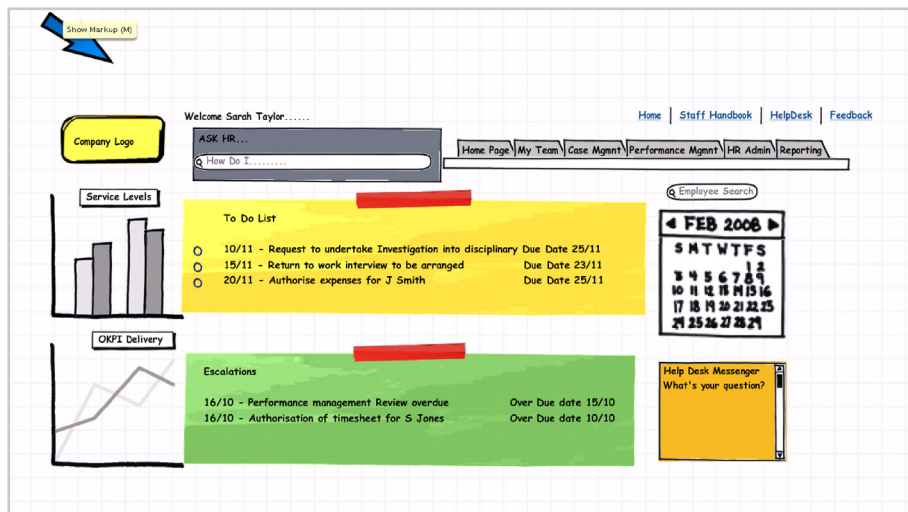 Show Markup (M)
Welcome Sarah Taylor......
Home | Staff Handbook | HelpDesk | Feedback
Company Logo
ASK HR...
How Do I.........
Home Page My Team Case Mgmnt Performance Mgmnt HR Admin Reporting
Service Levels
Employee Search
To Do List
10/11 - Request to undertake Investigation into disciplinary Due Date 25/11
15/11 - Return to work interview to be arranged Due Date 23/11
20/11 - Authorise expenses for J Smith Due Date 25/11
FEB 2008
S M T W T F S
1 2
3 4 5 6 7 8 9
10 11 12 13 14 15 16
17 18 19 20 21 22 23
24 25 26 27 28 29
OKPI Delivery
Escalations
16/10 - Performance management Review overdue Over Due date 15/10
16/10 - Authorisation of timesheet for S Jones Over Due date 10/10
Help Desk Messenger
What's your question?